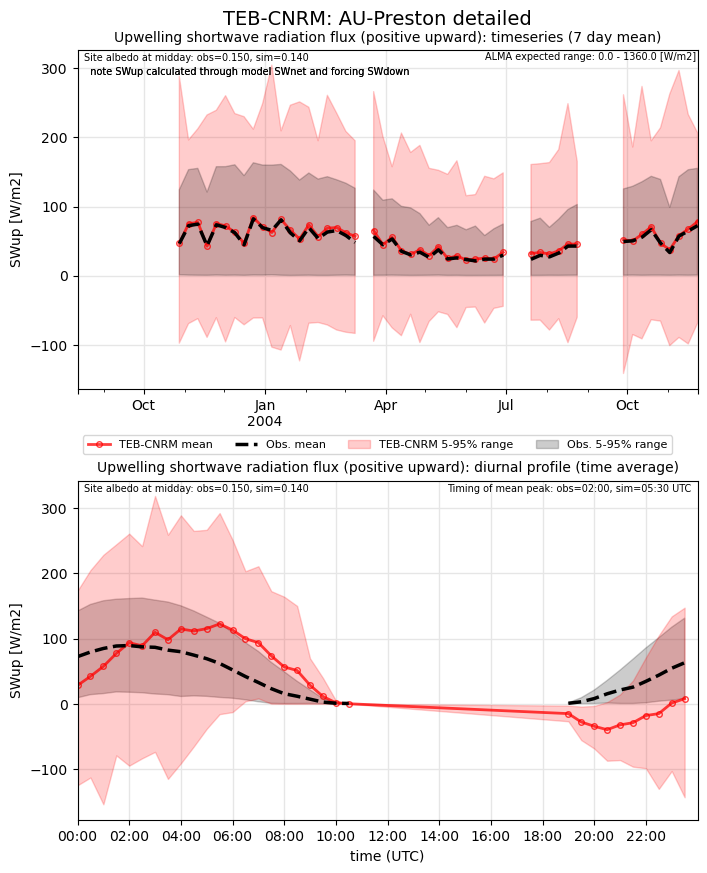 TEB-CNRM: AU-Preston detailed
Upwelling shortwave radiation flux (positive upward): timeseries (7 day mean)
Site albedo at midday: obs=0.150, sim=0.140
ALMA expected range: 0.0 - 1360.0 [W/m2]
note SWup calculated through model SWnet and forcing SWdown
300
200
100
0
−100
SWup [W/m2]
Oct
Jan
2004
Apr
Jul
Oct
TEB-CNRM mean
Obs. mean
TEB-CNRM 5-95% range
Obs. 5-95% range
Upwelling shortwave radiation flux (positive upward): diurnal profile (time average)
Site albedo at midday: obs=0.150, sim=0.140
Timing of mean peak: obs=02:00, sim=05:30 UTC
300
200
100
0
−100
SWup [W/m2]
00:00
02:00
04:00
06:00
08:00
10:00
12:00
14:00
16:00
18:00
20:00
22:00
time (UTC)